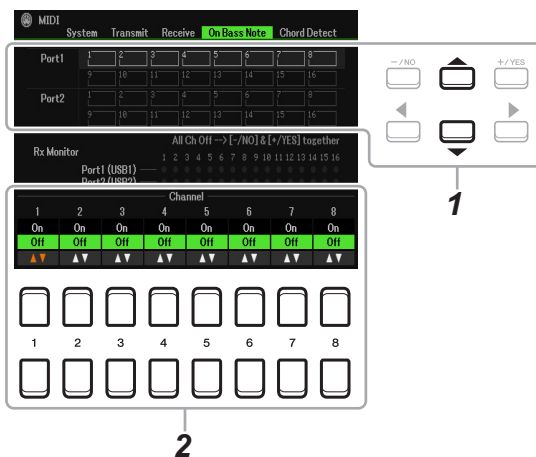 MIDI
System Transmit Receive On Bass Note Chord Detect
Port1 1 2 3 4 5 6 7 8
9 10 11 12 13 14 15 16
Port2 1 2 3 4 5 6 7 8
9 10 11 12 13 14 15 16
-/NO +/YES
1
All Ch Off --> [-/NO] & [+/YES] together
Rx Monitor 1 2 3 4 5 6 7 8 9 10 11 12 13 14 15 16
Port1 (USB1)
Port2 (USB2)
Channel
1 2 3 4 5 6 7 8
On On On On On On On On
Off Off Off Off Off Off Off Off
1 2 3 4 5 6 7 8
2